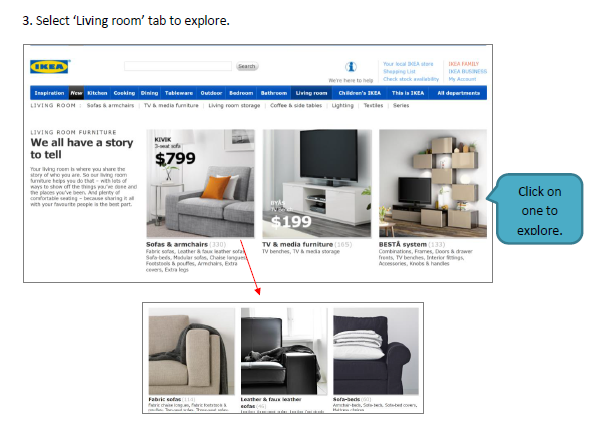 3. Select ‘Living room’ tab to explore.
IKEA
Search
We're here to help
Your local IKEA store
Shopping List
Check stock availability
IKEA FAMILY
IKEA BUSINESS
My Account
Inspiration New Kitchen Cooking Dining Tableware Outdoor Bedroom Bathroom Living room Children's IKEA This is IKEA All departments
LIVING ROOM | Sofas & armchairs | TV & media furniture | Living room storage | Coffee & side tables | Lighting | Textiles | Series
LIVING ROOM FURNITURE
We all have a story
to tell
Your living room is where you share the
story of who you are. So our living room
furniture helps you do that – with lots of
ways to show off the things you've done and
the places you've been. And plenty of
comfortable seating – because sharing it all
with your favourite people is the best part.
KIVIK
3-seat sofa
$799
$199
Sofas & armchairs (330)
Fabric sofas, Leather & faux leather sofas
Sofa-beds, Modular sofas, Chaise longues,
Footstools & pouffes, Armchairs, Extra
covers, Extra legs
TV & media furniture (165)
TV benches, TV & media storage
BESTÅ system (133)
Combinations, Frames, Doors & drawer
fronts, TV benches, Interior fittings,
Accessories, Knobs & handles
Click on
one to
explore.
Fabric sofas (113)
Fabric chaise longues, Fabric footstools &
Leather & faux leather
sofas
Sofa-beds
Armchair-beds, Sofa-beds, Sofa-bed covers,